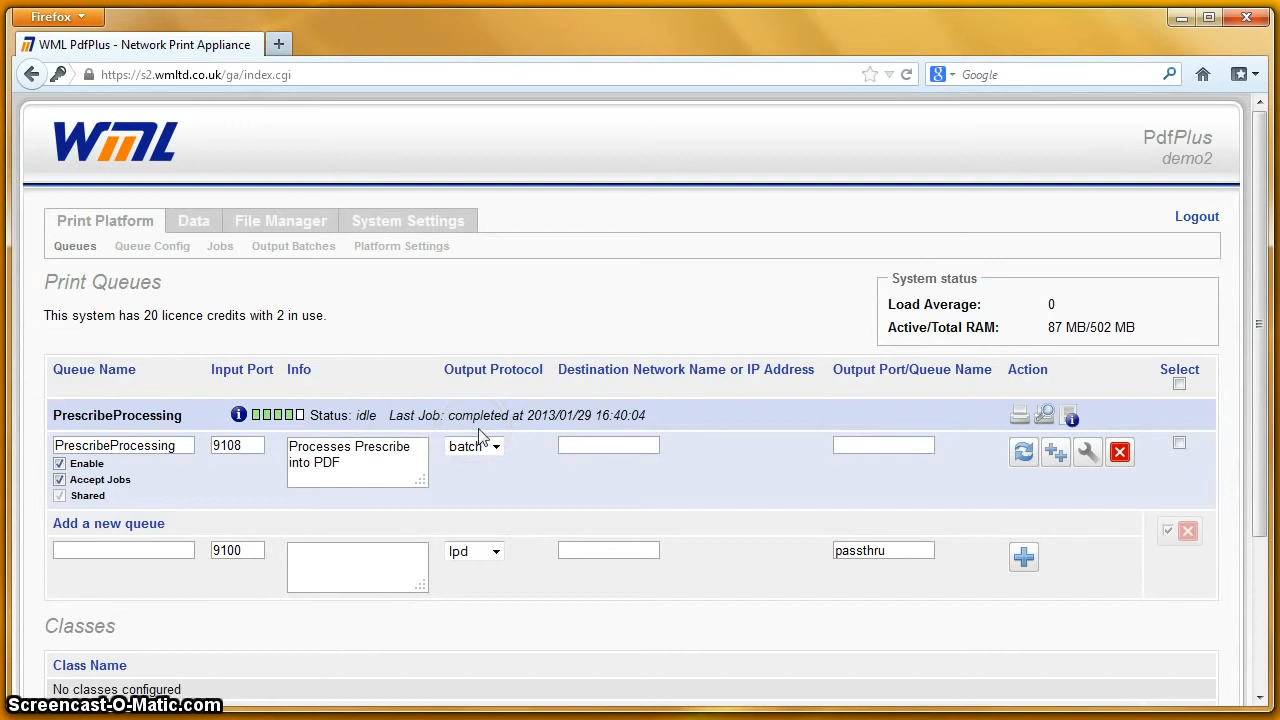 Firefox
WML PdfPlus - Network Print Appliance
https://s2.wmltd.co.uk/ga/index.cgi
Google
WML
PdfPlus
demo2
Print Platform Data File Manager System Settings
Logout
Queues Queue Config Jobs Output Batches Platform Settings
Print Queues
System status
This system has 20 licence credits with 2 in use.
Load Average: 0
Active/Total RAM: 87 MB/502 MB
Queue Name Input Port Info Output Protocol Destination Network Name or IP Address Output Port/Queue Name Action Select
PrescribeProcessing Status: idle Last Job: completed at 2013/01/29 16:40:04
PrescribeProcessing 9108 Processes Prescribe batch
into PDF
Enable
Accept Jobs
Shared
Add a new queue
9100 lpd passthru
Classes
Class Name
No classes configured
Screencast-O-Matic.com